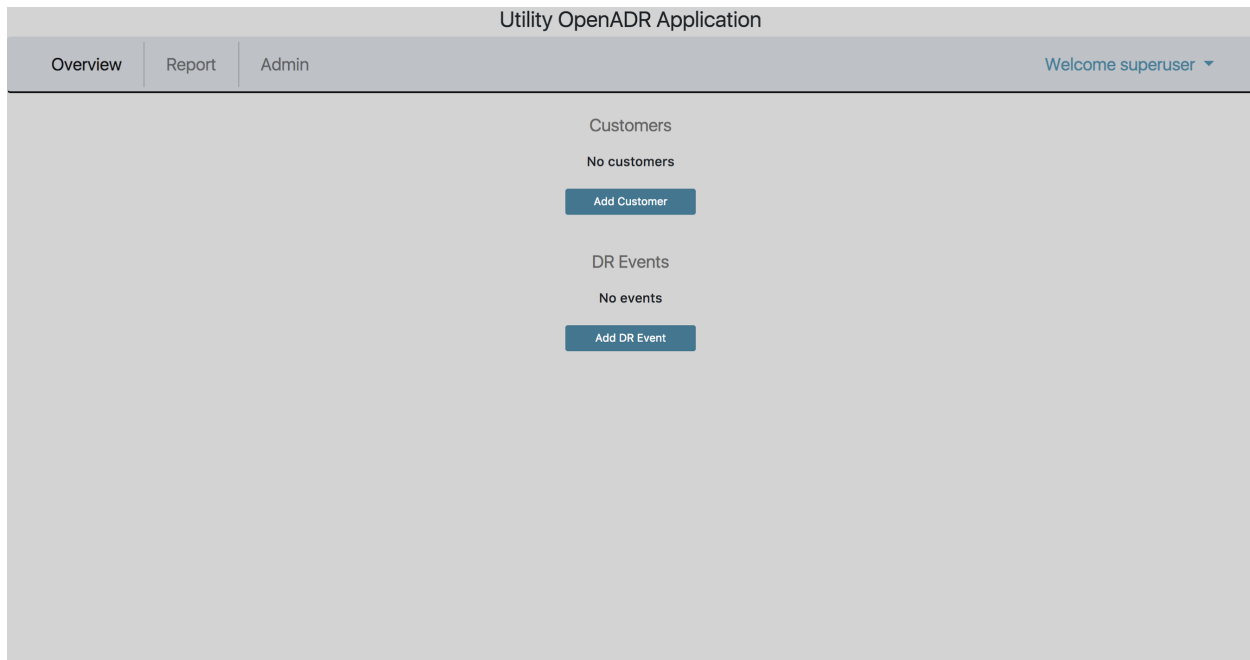 Utility OpenADR Application
Overview Report Admin Welcome superuser
Customers
No customers
Add Customer
DR Events
No events
Add DR Event